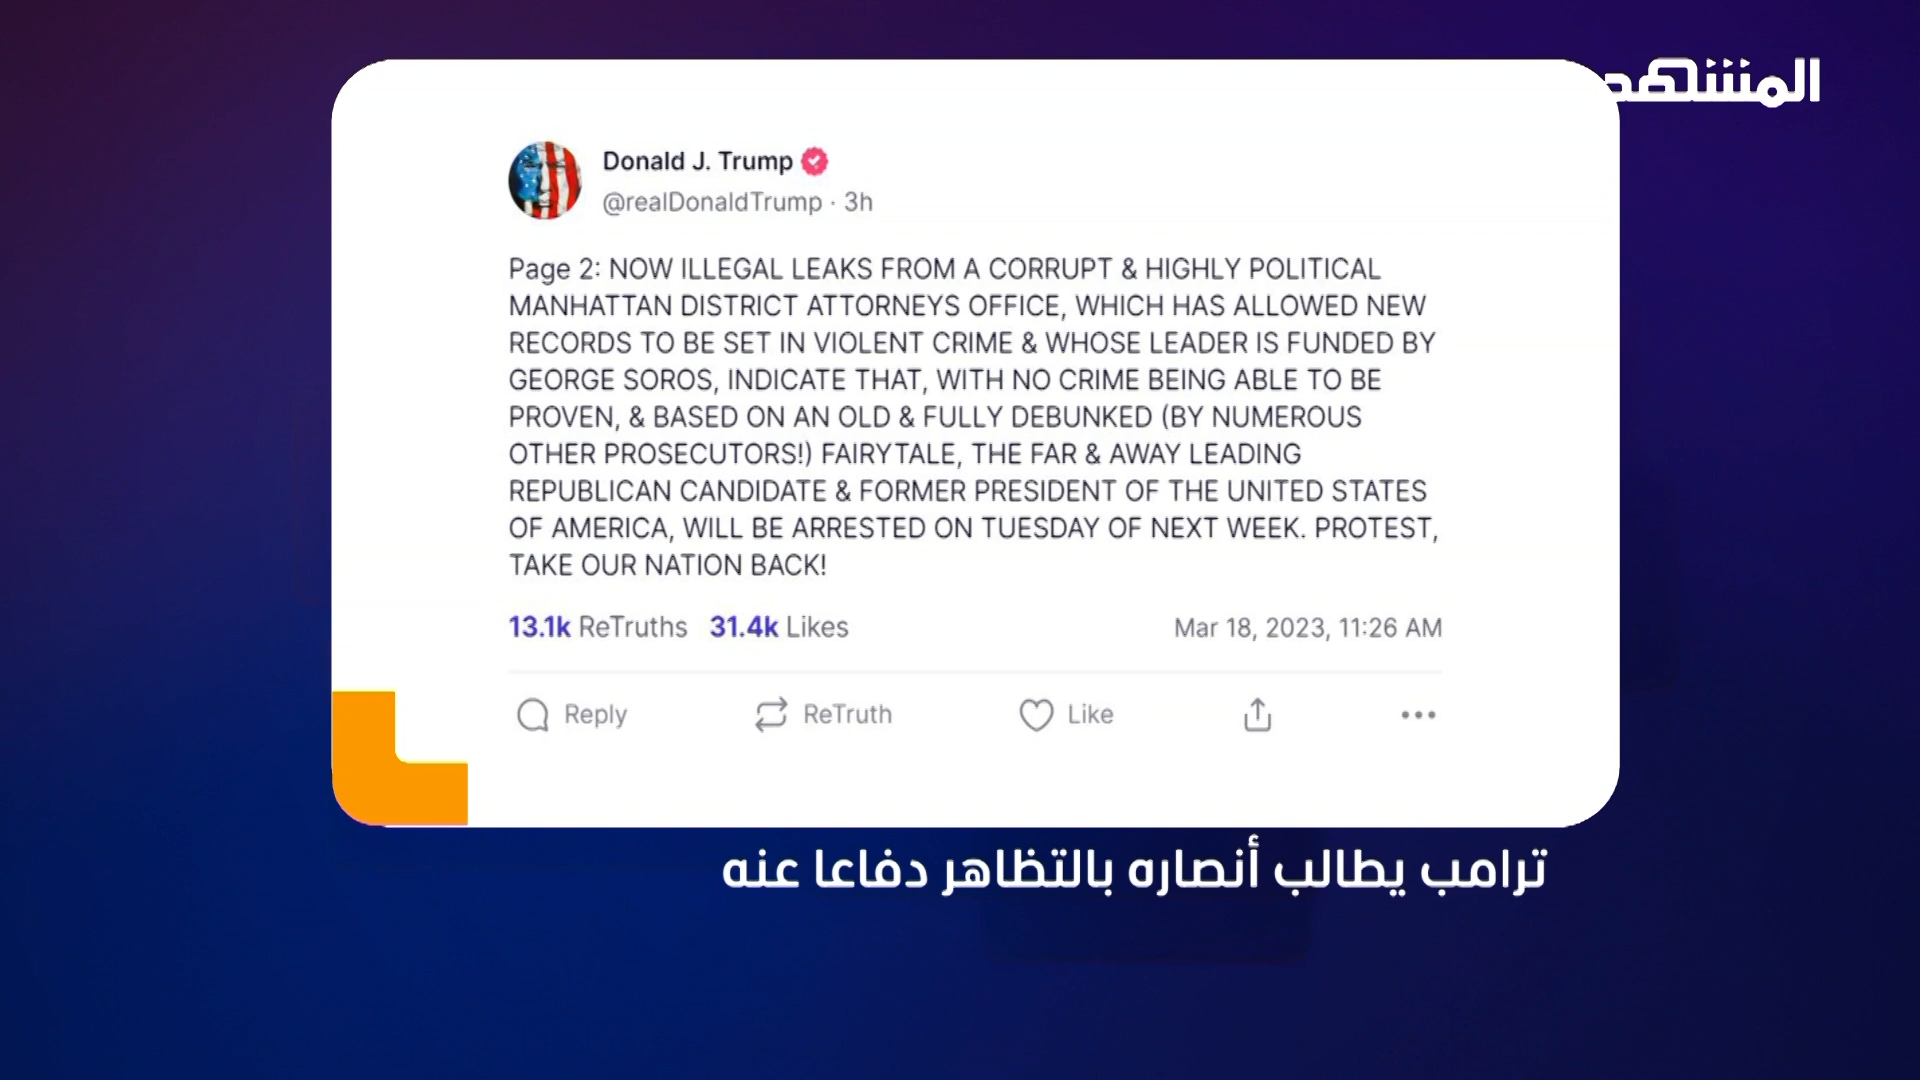 المشهد
Donald J. Trump
@realDonaldTrump · 3h
Page 2: NOW ILLEGAL LEAKS FROM A CORRUPT & HIGHLY POLITICAL
MANHATTAN DISTRICT ATTORNEYS OFFICE, WHICH HAS ALLOWED NEW
RECORDS TO BE SET IN VIOLENT CRIME & WHOSE LEADER IS FUNDED BY
GEORGE SOROS, INDICATE THAT, WITH NO CRIME BEING ABLE TO BE
PROVEN, & BASED ON AN OLD & FULLY DEBUNKED (BY NUMEROUS
OTHER PROSECUTORS!) FAIRYTALE, THE FAR & AWAY LEADING
REPUBLICAN CANDIDATE & FORMER PRESIDENT OF THE UNITED STATES
OF AMERICA, WILL BE ARRESTED ON TUESDAY OF NEXT WEEK. PROTEST,
TAKE OUR NATION BACK!
13.1k ReTruths 31.4k Likes Mar 18, 2023, 11:26 AM
Reply ReTruth Like
ترامب يطالب أنصاره بالتظاهر دفاعا عنه